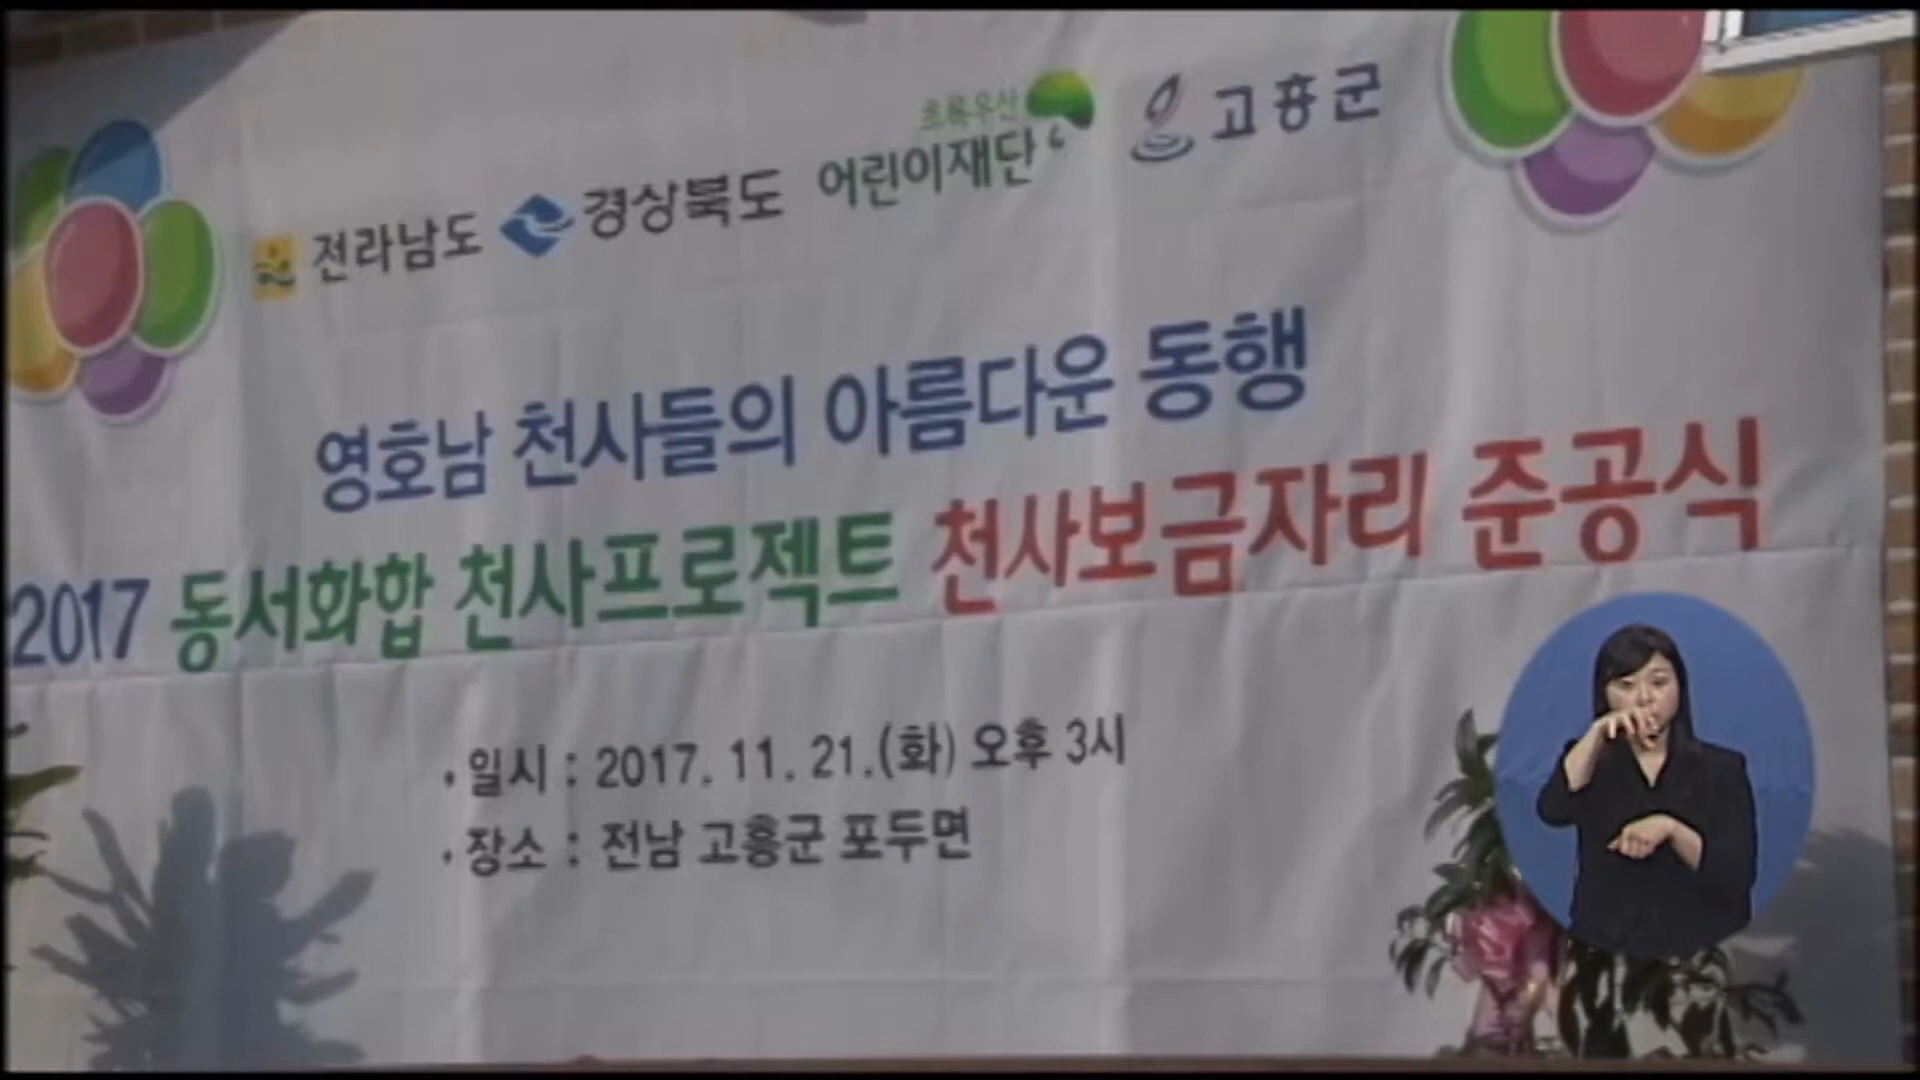 전라남도 경상북도 초록우산 어린이재단 고흥군
영호남 천사들의 아름다운 동행
2017 동서화합 천사프로젝트 천사보금자리 준공식
· 일시 : 2017. 11. 21.(화) 오후 3시
· 장소 : 전남 고흥군 포두면